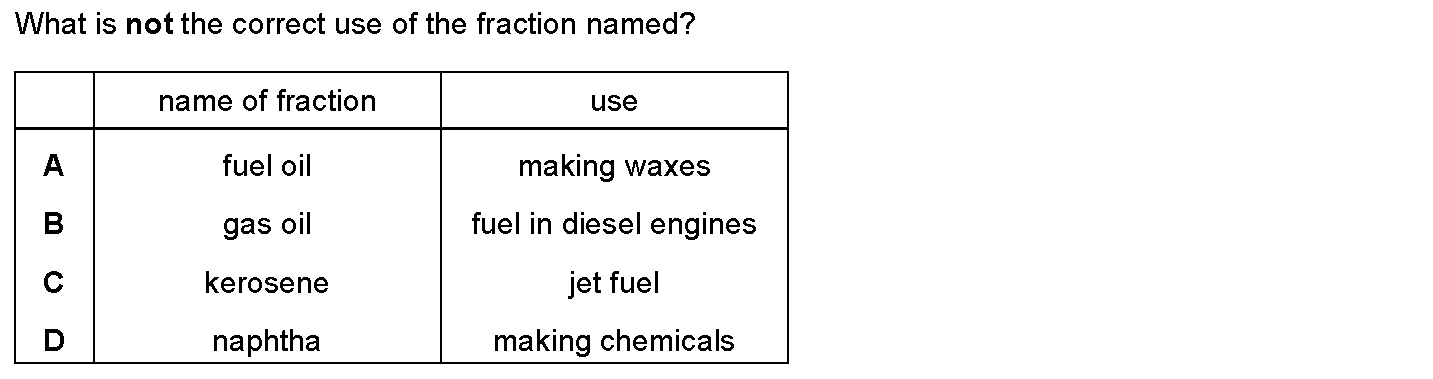 What is not the correct use of the fraction named?
name of fraction use
A fuel oil making waxes
B gas oil fuel in diesel engines
C kerosene jet fuel
D naphtha making chemicals